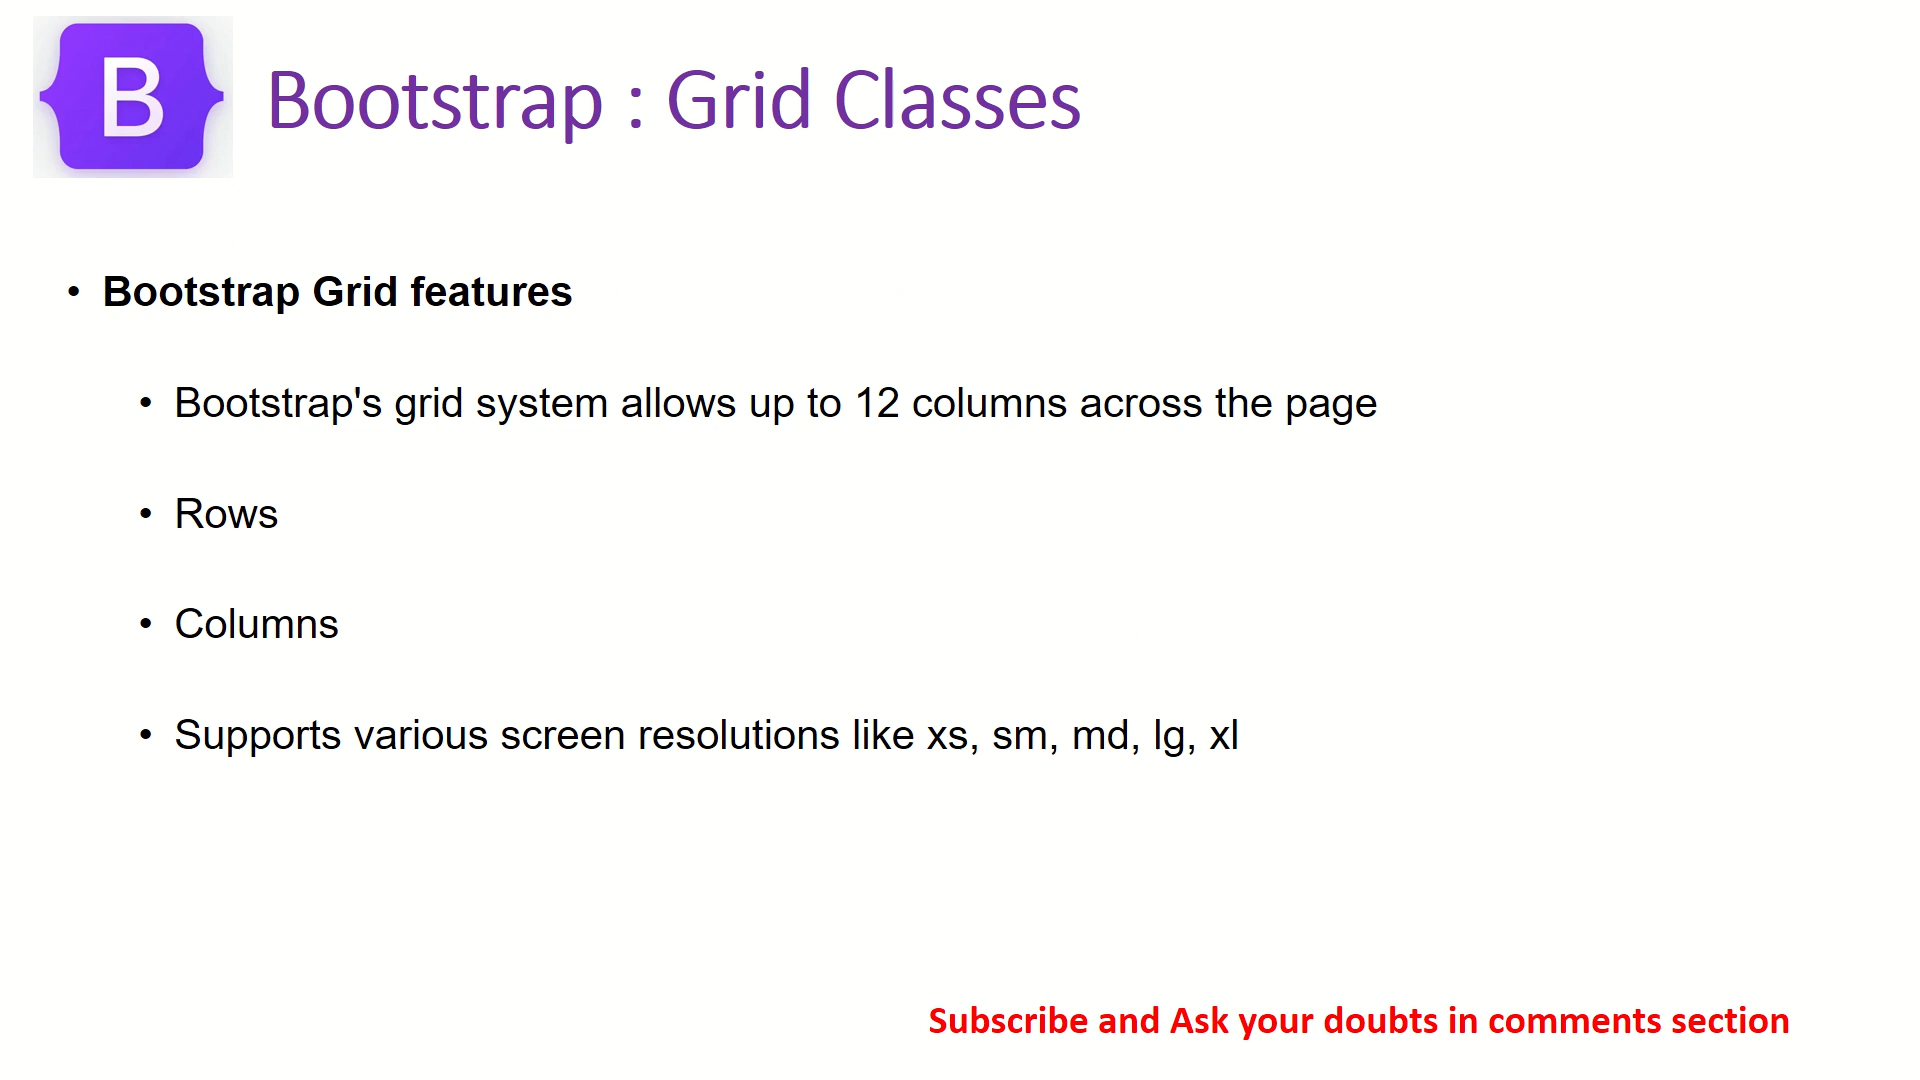 B
Bootstrap : Grid Classes
• Bootstrap Grid features
• Bootstrap's grid system allows up to 12 columns across the page
• Rows
• Columns
• Supports various screen resolutions like xs, sm, md, lg, xl
Subscribe and Ask your doubts in comments section